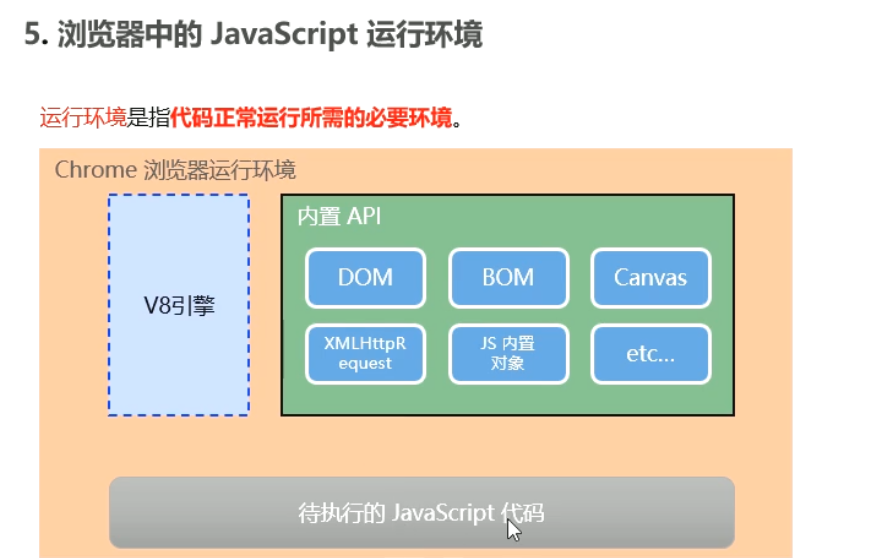 5. 浏览器中的 JavaScript 运行环境
运行环境是指代码正常运行所需的必要环境。
Chrome 浏览器运行环境
V8引擎
内置 API
DOM
BOM
Canvas
XMLHttpR
equest
JS 内置
对象
etc...
待执行的 JavaScript 代码